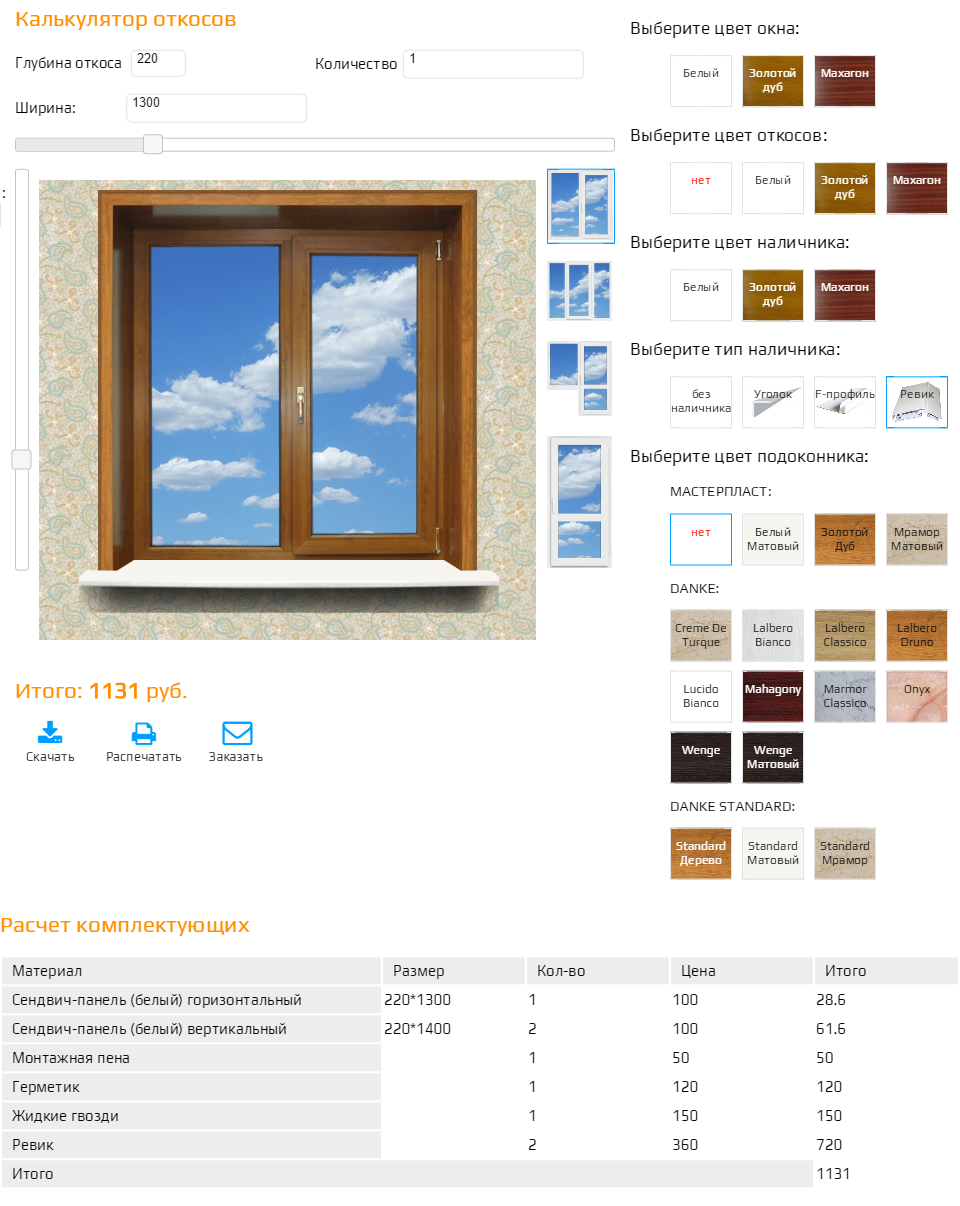 Калькулятор откосов
Глубина откоса 220 Количество 1
Ширина: 1300
:
Выберите цвет окна:
Белый Золотой дуб Махагон
Выберите цвет откосов:
нет Белый Золотой дуб Махагон
Выберите цвет наличника:
Белый Золотой дуб Махагон
Выберите тип наличника:
без наличника Уголок F-профиль Ревик
Выберите цвет подоконника:
МАСТЕРПЛАСТ:
нет Белый Матовый Золотой Дуб Мрамор Матовый
DANKE:
Creme De Turque Lalbero Bianco Lalbero Classico Lalbero Druno
Lucido Bianco Mahagony Marmor Classico Onyx
Wenge Wenge Матовый
DANKE STANDARD:
Standard Дерево Standard Матовый Standard Мрамор
Итого: 1131 руб.
Скачать Распечатать Заказать
Расчет комплектующих
Материал Размер Кол-во Цена Итого
Сендвич-панель (белый) горизонтальный 220*1300 1 100 28.6
Сендвич-панель (белый) вертикальный 220*1400 2 100 61.6
Монтажная пена 1 50 50
Герметик 1 120 120
Жидкие гвозди 1 150 150
Ревик 2 360 720
Итого 1131